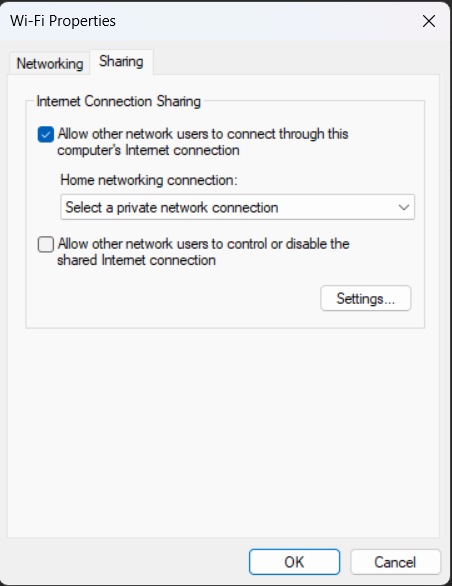 Wi-Fi Properties
Networking
Sharing
Internet Connection Sharing
Allow other network users to connect through this
computer's Internet connection
Home networking connection:
Select a private network connection
Allow other network users to control or disable the
shared Internet connection
Settings...
OK
Cancel